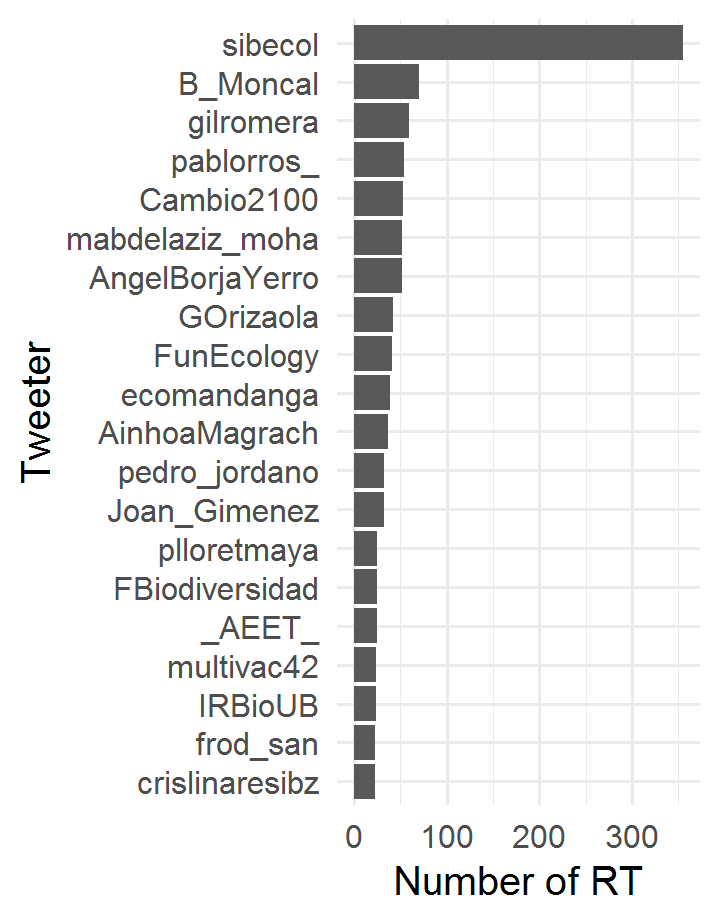 sibecol
B_Moncal
gilromera
pablorros_
Cambio2100
mabdelaziz_moha
AngelBorjaYerro
GOrizaola
FunEcology
ecomandanga
AinhoaMagrach
pedro_jordano
Joan_Gimenez
plloretmaya
FBiodiversidad
_AEET_
multivac42
IRBioUB
frod_san
crislinaresibz
Tweeter
0 100 200 300
Number of RT